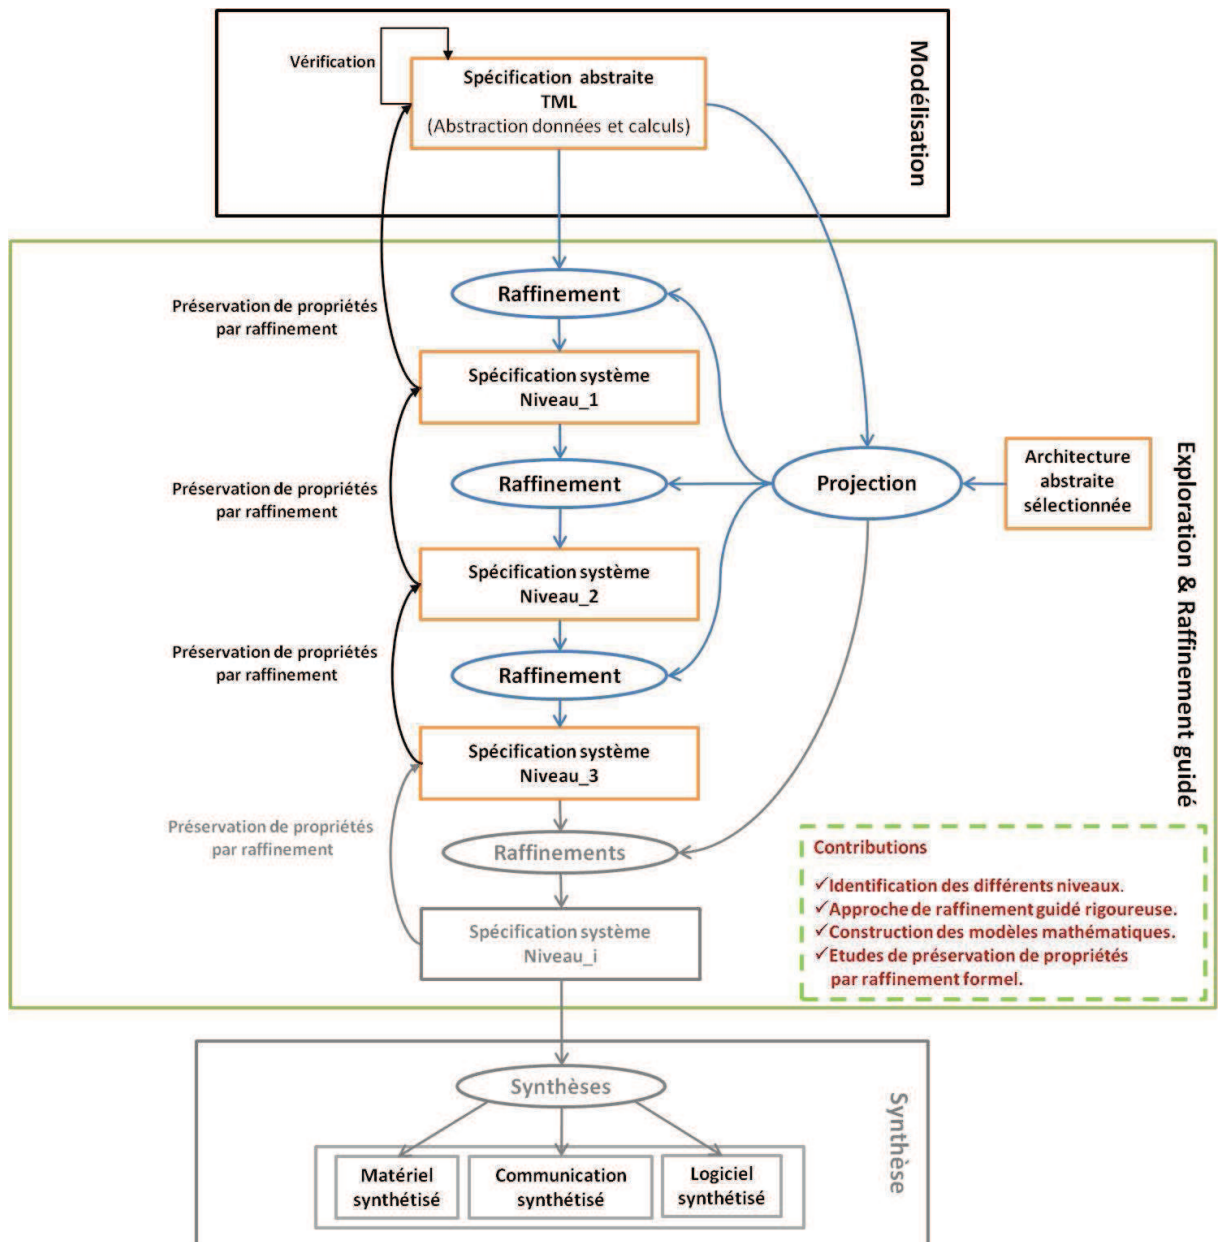 Modélisation
Vérification
Spécification abstraite
TML
(Abstraction données et calculs)
Exploration & Raffinement guidé
Raffinement
Préservation de propriétés
par raffinement
Spécification système
Niveau_1
Raffinement
Projection
Architecture
abstraite
sélectionnée
Préservation de propriétés
par raffinement
Spécification système
Niveau_2
Raffinement
Préservation de propriétés
par raffinement
Spécification système
Niveau_3
Préservation de propriétés
par raffinement
Raffinements
Spécification système
Niveau_i
Contributions
✓Identification des différents niveaux.
✓Approche de raffinement guidé rigoureuse.
✓Construction des modèles mathématiques.
✓Etudes de préservation de propriétés
par raffinement formel.
Synthèse
Synthèses
Matériel
synthétisé
Communication
synthétisé
Logiciel
synthétisé